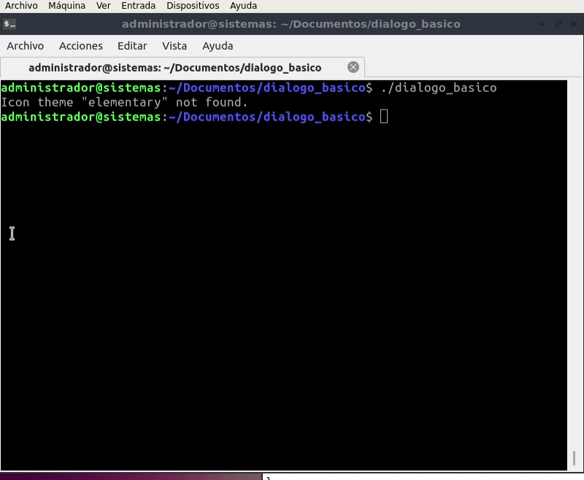 Archivo Máquina Ver Entrada Dispositivos Ayuda
administrador@sistemas: ~/Documentos/dialogo_basico
Archivo Acciones Editar Vista Ayuda
administrador@sistemas: ~/Documentos/dialogo_basico
administrador@sistemas:~/Documentos/dialogo_basico$ ./dialogo_basico
Icon theme "elementary" not found.
administrador@sistemas:~/Documentos/dialogo_basico$